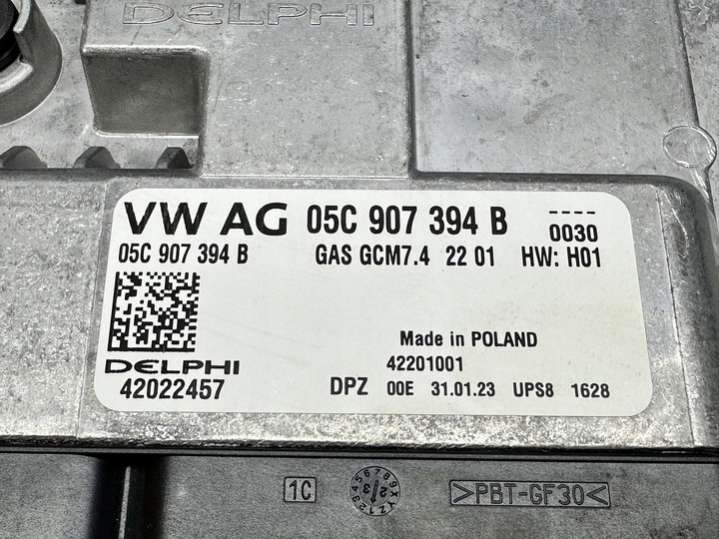 DELPHI
VW AG 05C 907 394 B ----
0030
05C 907 394 B GAS GCM7.4 22 01 HW: H01
Made in POLAND
DELPHI 42201001
42022457 DPZ 00E 31.01.23 UPS8 1628
1C >PBT-GF30<